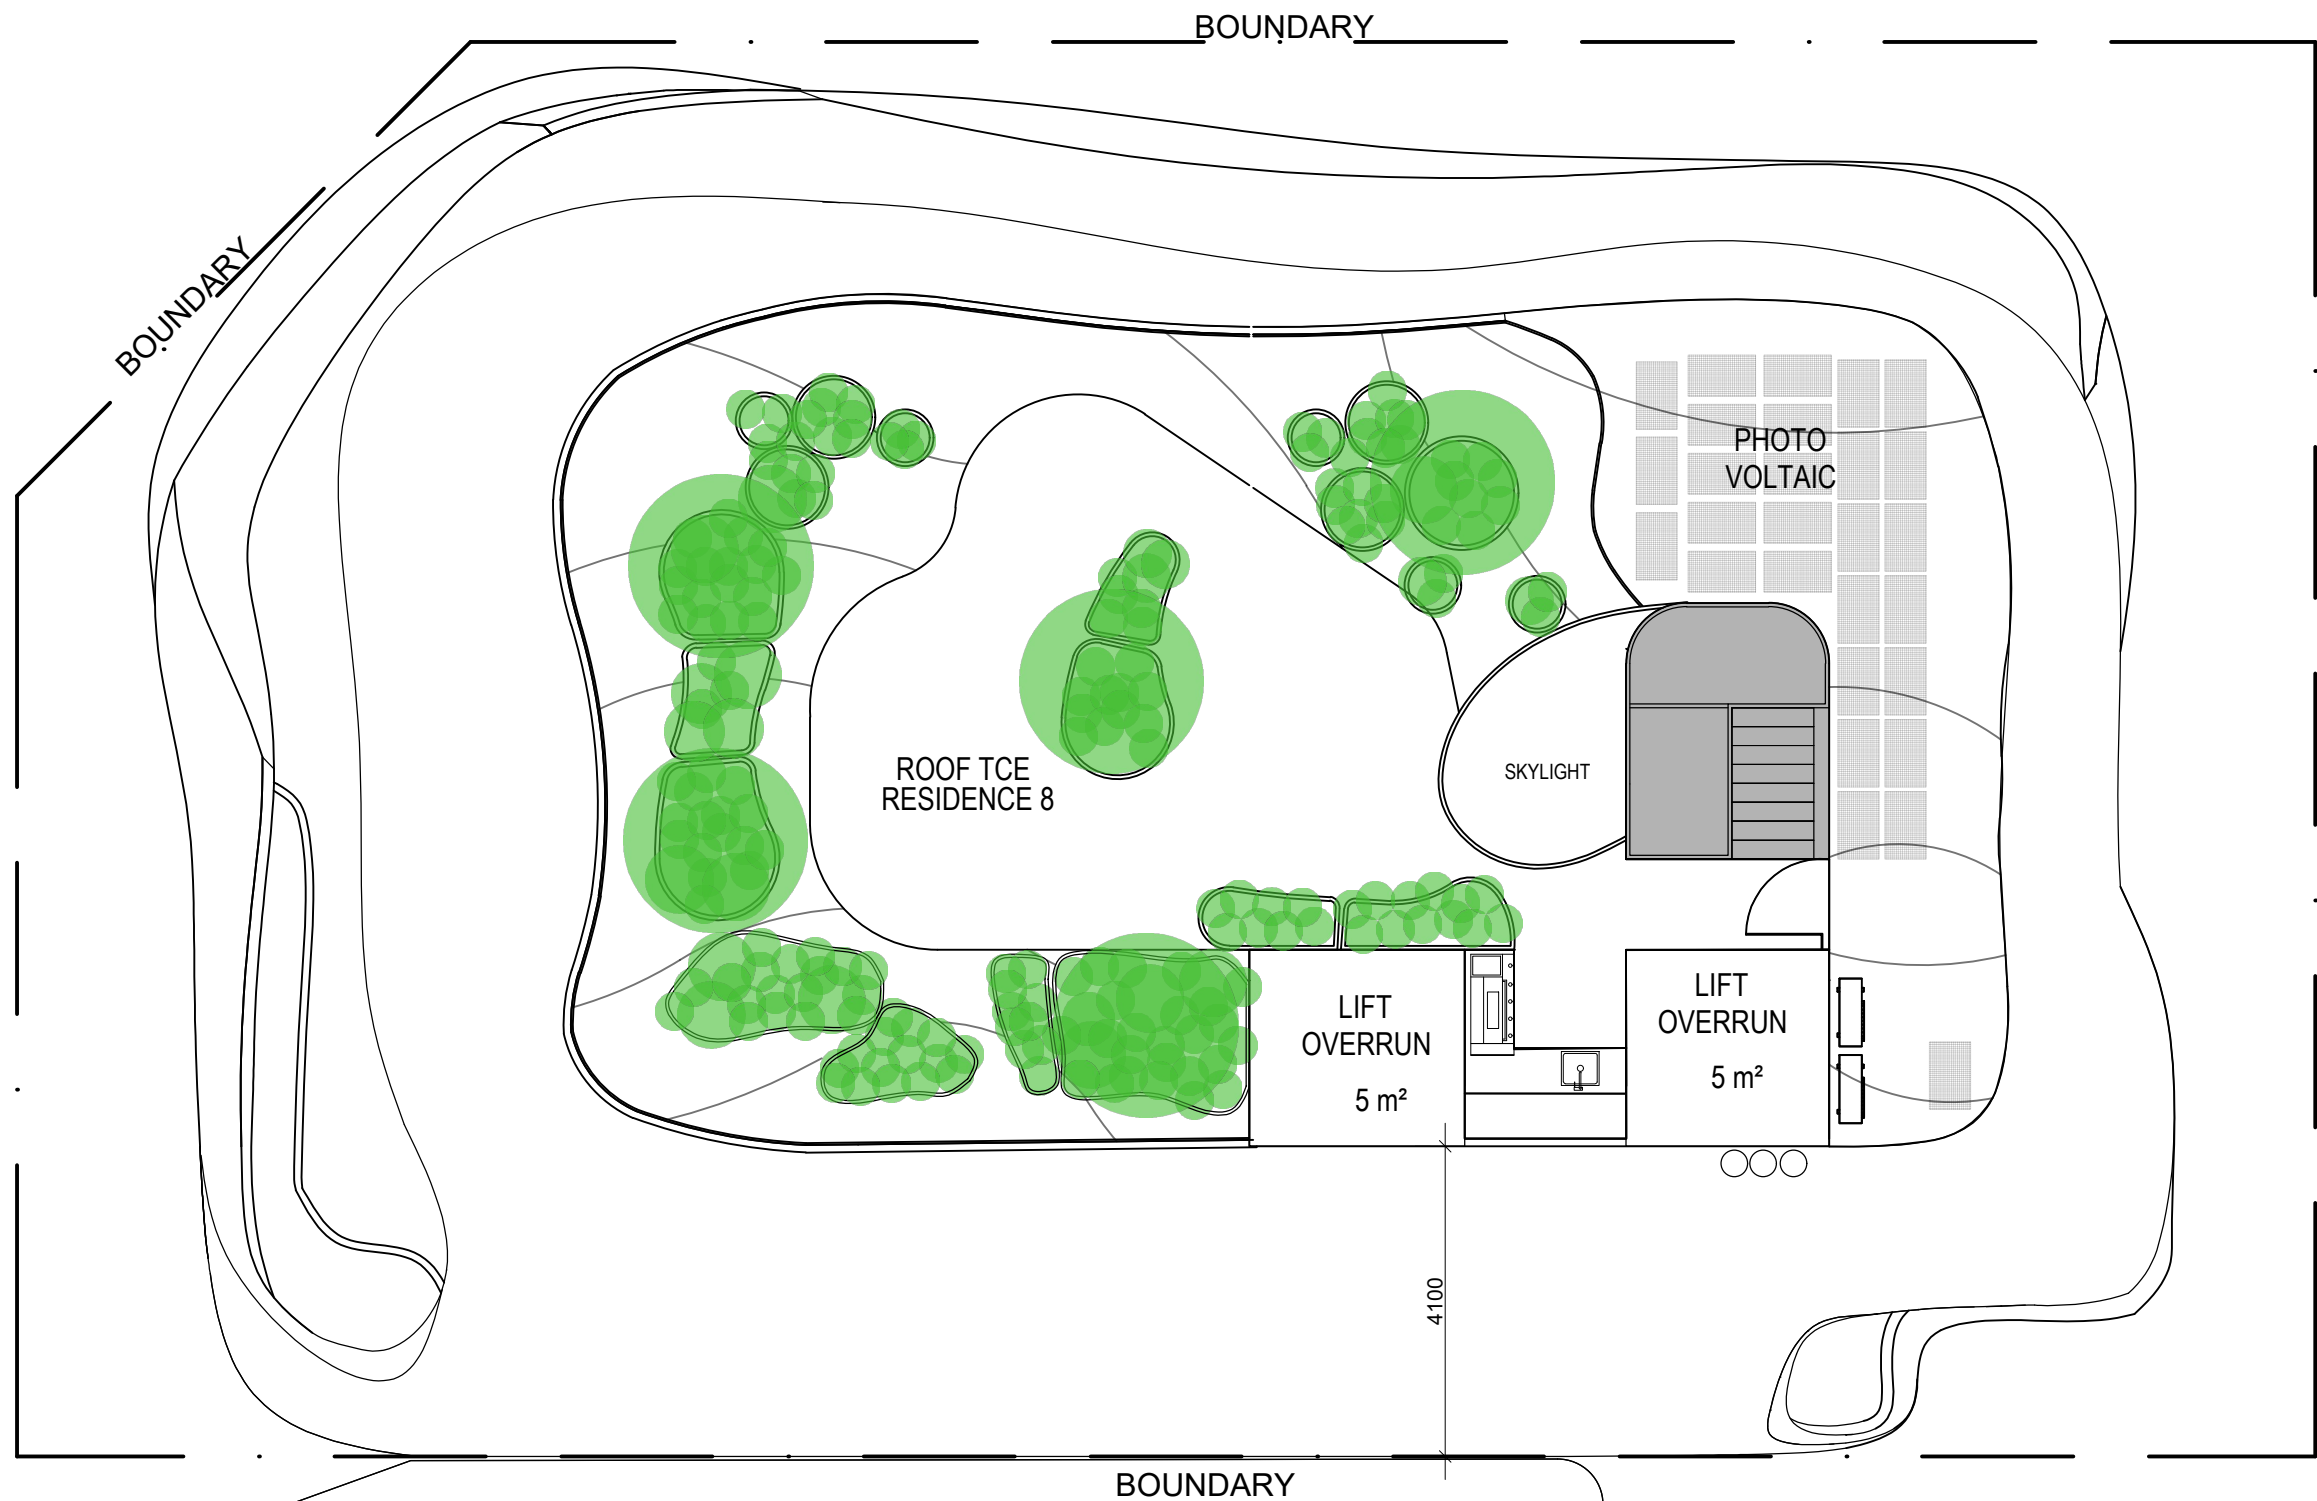 BOUNDARY
BOUNDARY
PHOTO
VOLTAIC
ROOF TCE
RESIDENCE 8
SKYLIGHT
LIFT
OVERRUN
5 m²
LIFT
OVERRUN
5 m²
4100
BOUNDARY